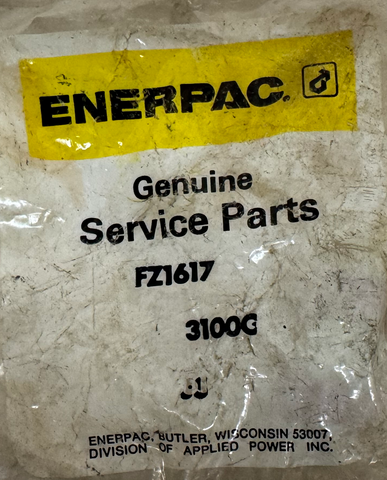 ENERPAC.
Genuine
Service Parts
FZ1617
3100G
ENERPAC, BUTLER, WISCONSIN 53007,
DIVISION OF APPLIED POWER INC.